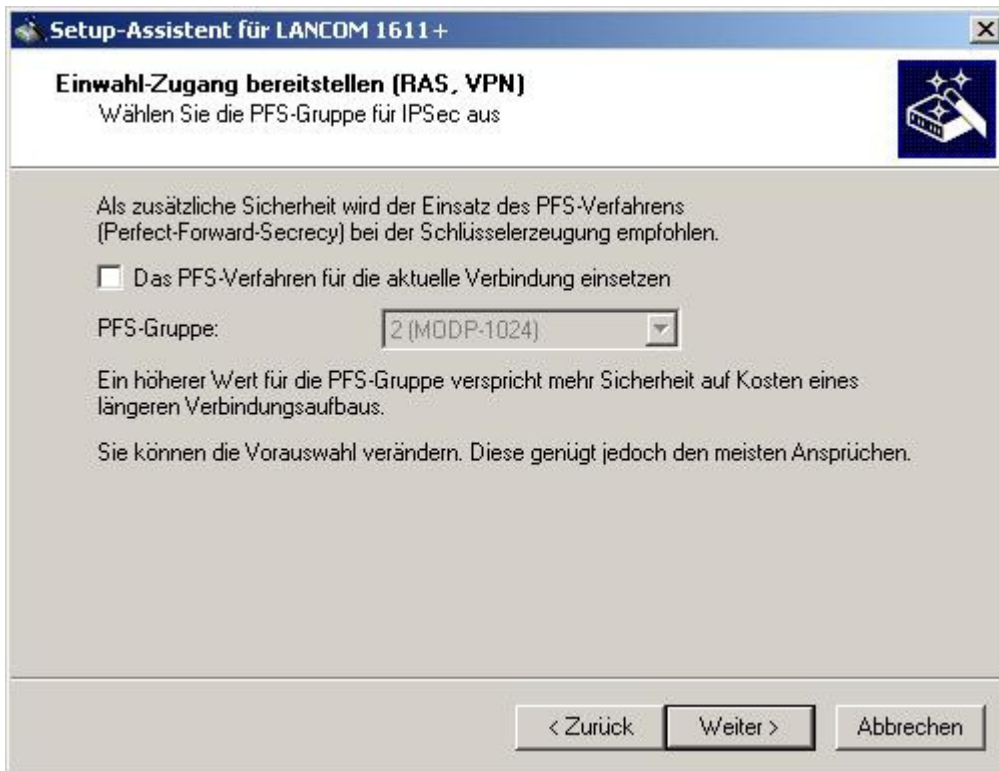 Setup-Assistent für LANCOM 1611+
Einwahl-Zugang bereitstellen (RAS, VPN)
Wählen Sie die PFS-Gruppe für IPSec aus
Als zusätzliche Sicherheit wird der Einsatz des PFS-Verfahrens
(Perfect-Forward-Secrecy) bei der Schlüsselerzeugung empfohlen.
Das PFS-Verfahren für die aktuelle Verbindung einsetzen
PFS-Gruppe: 2 (MODP-1024)
Ein höherer Wert für die PFS-Gruppe verspricht mehr Sicherheit auf Kosten eines
längeren Verbindungsaufbaus.
Sie können die Vorauswahl verändern. Diese genügt jedoch den meisten Ansprüchen.
< Zurück Weiter > Abbrechen